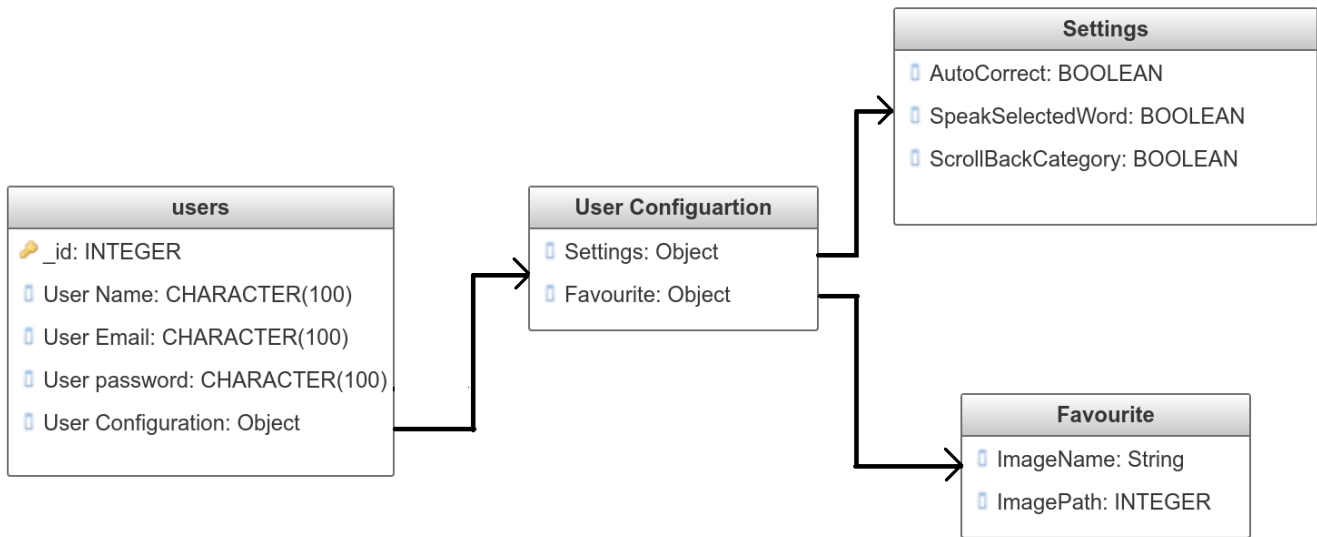 Settings
AutoCorrect: BOOLEAN
SpeakSelectedWord: BOOLEAN
ScrollBackCategory: BOOLEAN
users
_id: INTEGER
User Name: CHARACTER(100)
User Email: CHARACTER(100)
User password: CHARACTER(100)
User Configuration: Object
User Configuartion
Settings: Object
Favourite: Object
Favourite
ImageName: String
ImagePath: INTEGER